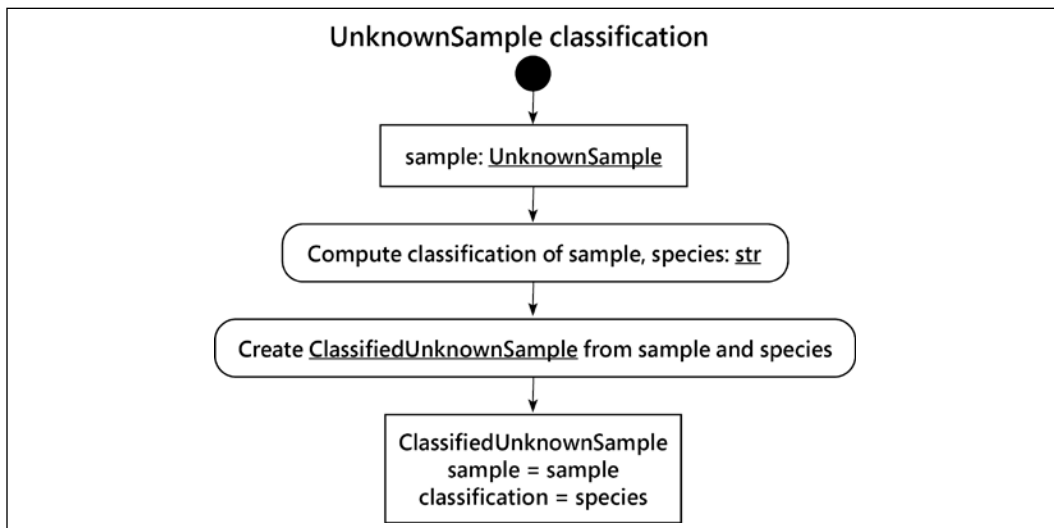 UnknownSample classification
sample: UnknownSample
Compute classification of sample, species: str
Create ClassifiedUnknownSample from sample and species
ClassifiedUnknownSample
sample = sample
classification = species